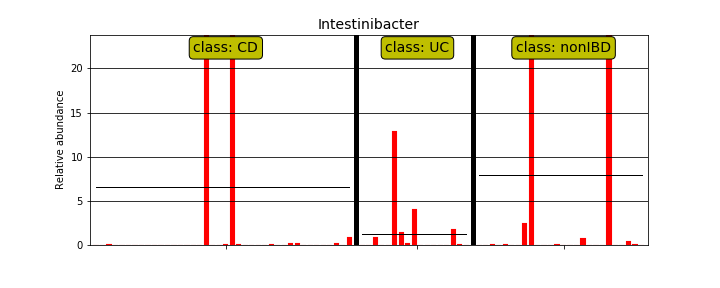 Intestinibacter
class: CD
class: UC
class: nonIBD
Relative abundance
20
15
10
5
0